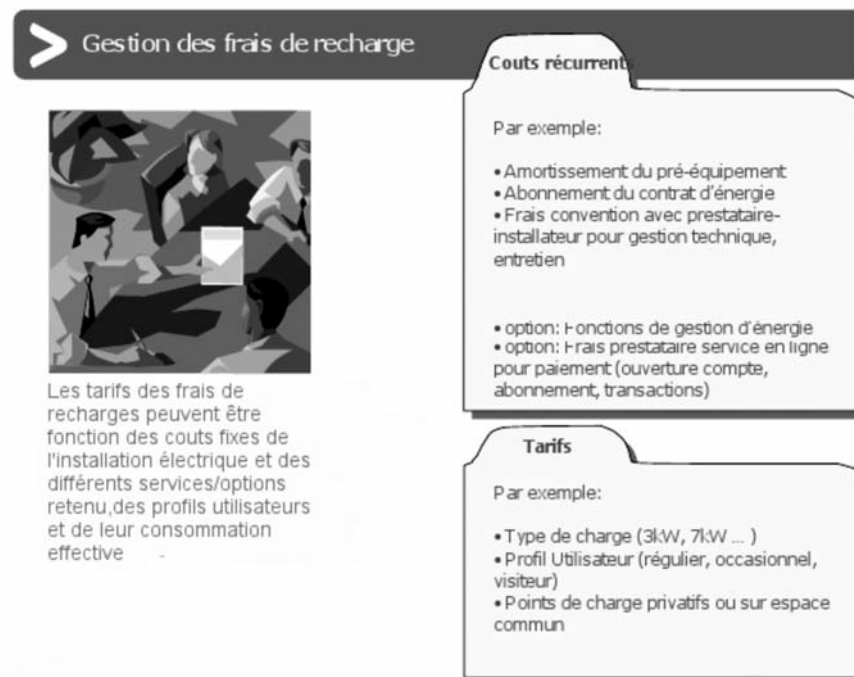 Gestion des frais de recharge
Les tarifs des frais de
recharges peuvent être
fonction des couts fixes de
l'installation électrique et des
différents services/options
retenu,des profils utilisateurs
et de leur consommation
effective -
Couts récurrents
Par exemple:
• Amortissement du pré-équipement
• Abonnement du contrat d'énergie
• Frais convention avec prestataire-
installateur pour gestion technique,
entretien
• option: Fonctions de gestion d'énergie
• option: Frais prestataire service en ligne
pour paiement (ouverture compte,
abonnement, transactions)
Tarifs
Par exemple:
• Type de charge (3kW, 7kW ... )
• Profil Utilisateur (régulier, occasionnel,
visiteur)
• Points de charge privatifs ou sur espace
commun